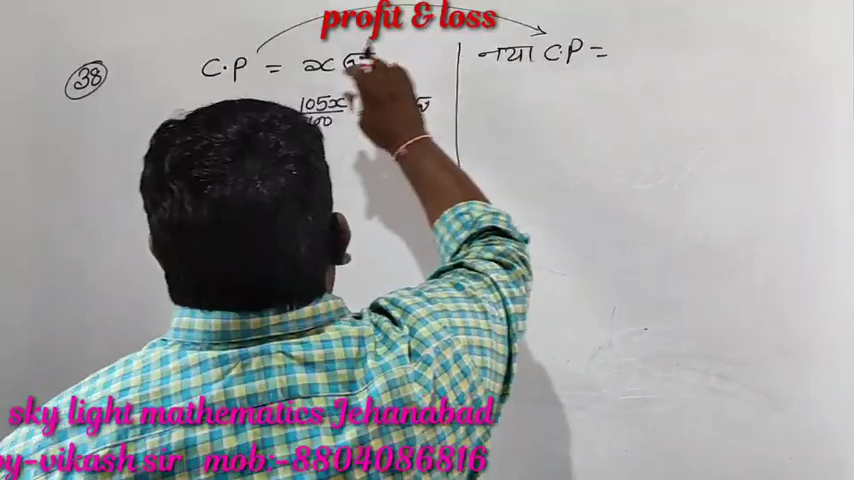 profit & loss
38
C.P = x
नया C.P =
105x
100
sky light mathematics Jehanabad
by-vikash sir mob:-8804086816